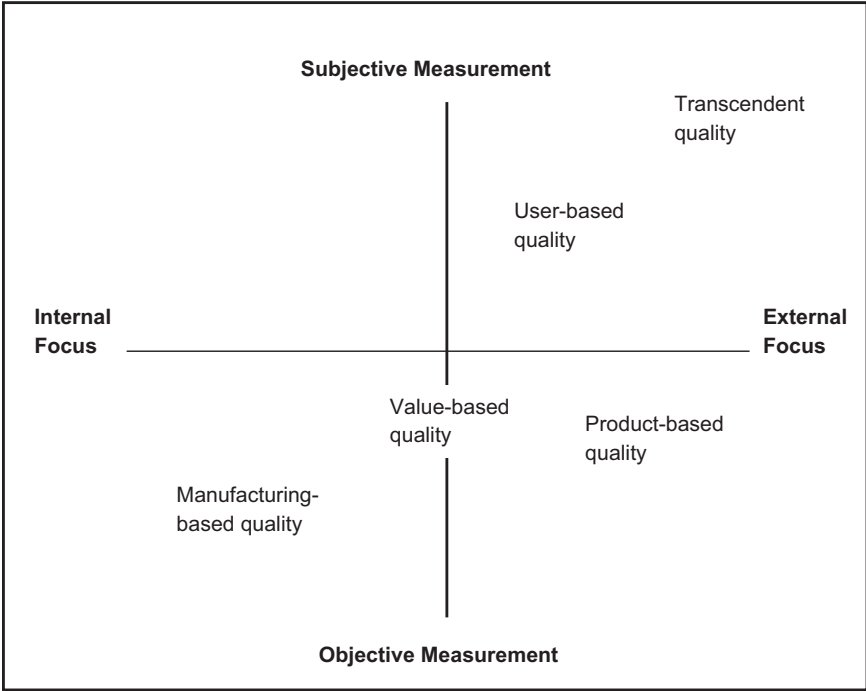 Subjective Measurement
Transcendent
quality
User-based
quality
Internal
Focus
External
Focus
Value-based
quality
Product-based
quality
Manufacturing-
based quality
Objective Measurement